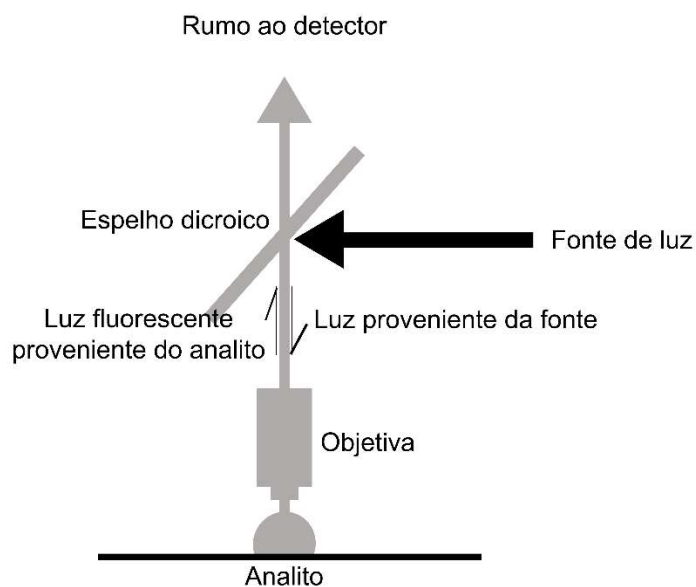 Rumo ao detector
Espelho dicroico
Fonte de luz
Luz fluorescente
proveniente do analito
Luz proveniente da fonte
Objetiva
Analito